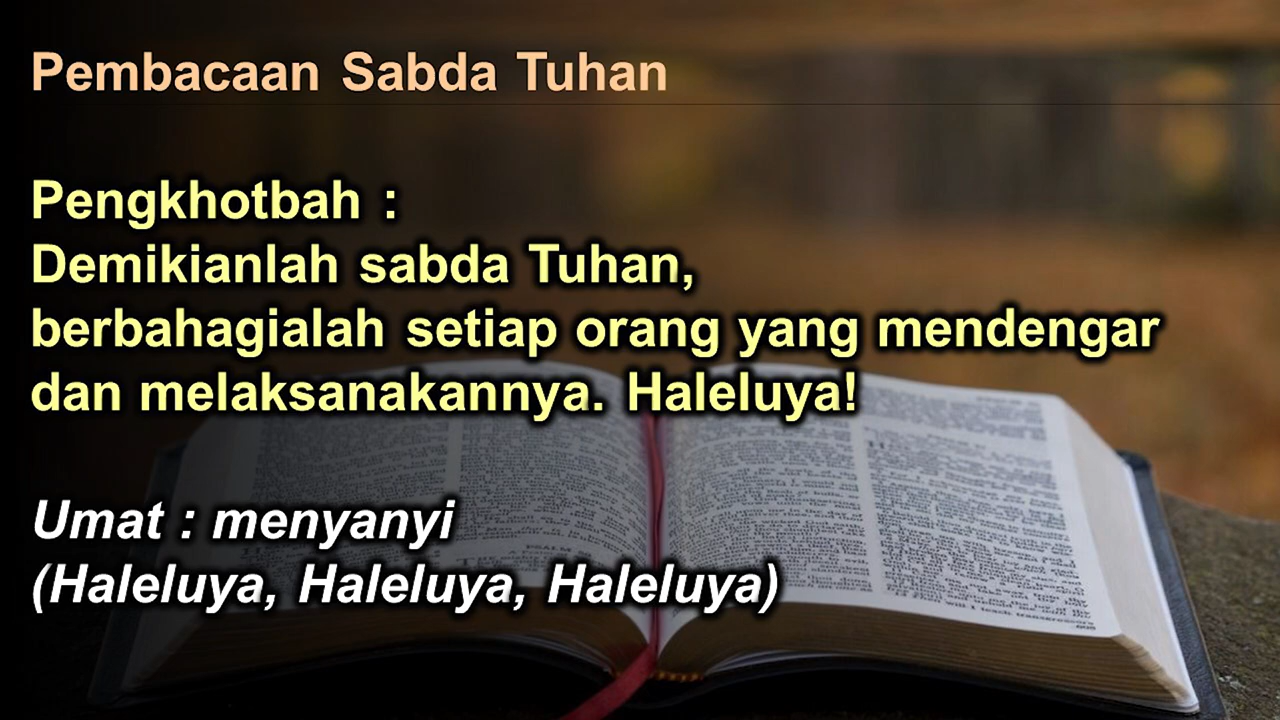 Pembacaan Sabda Tuhan
Pengkhotbah :
Demikianlah sabda Tuhan,
berbahagialah setiap orang yang mendengar
dan melaksanakannya. Haleluya!
Umat : menyanyi
(Haleluya, Haleluya, Haleluya)